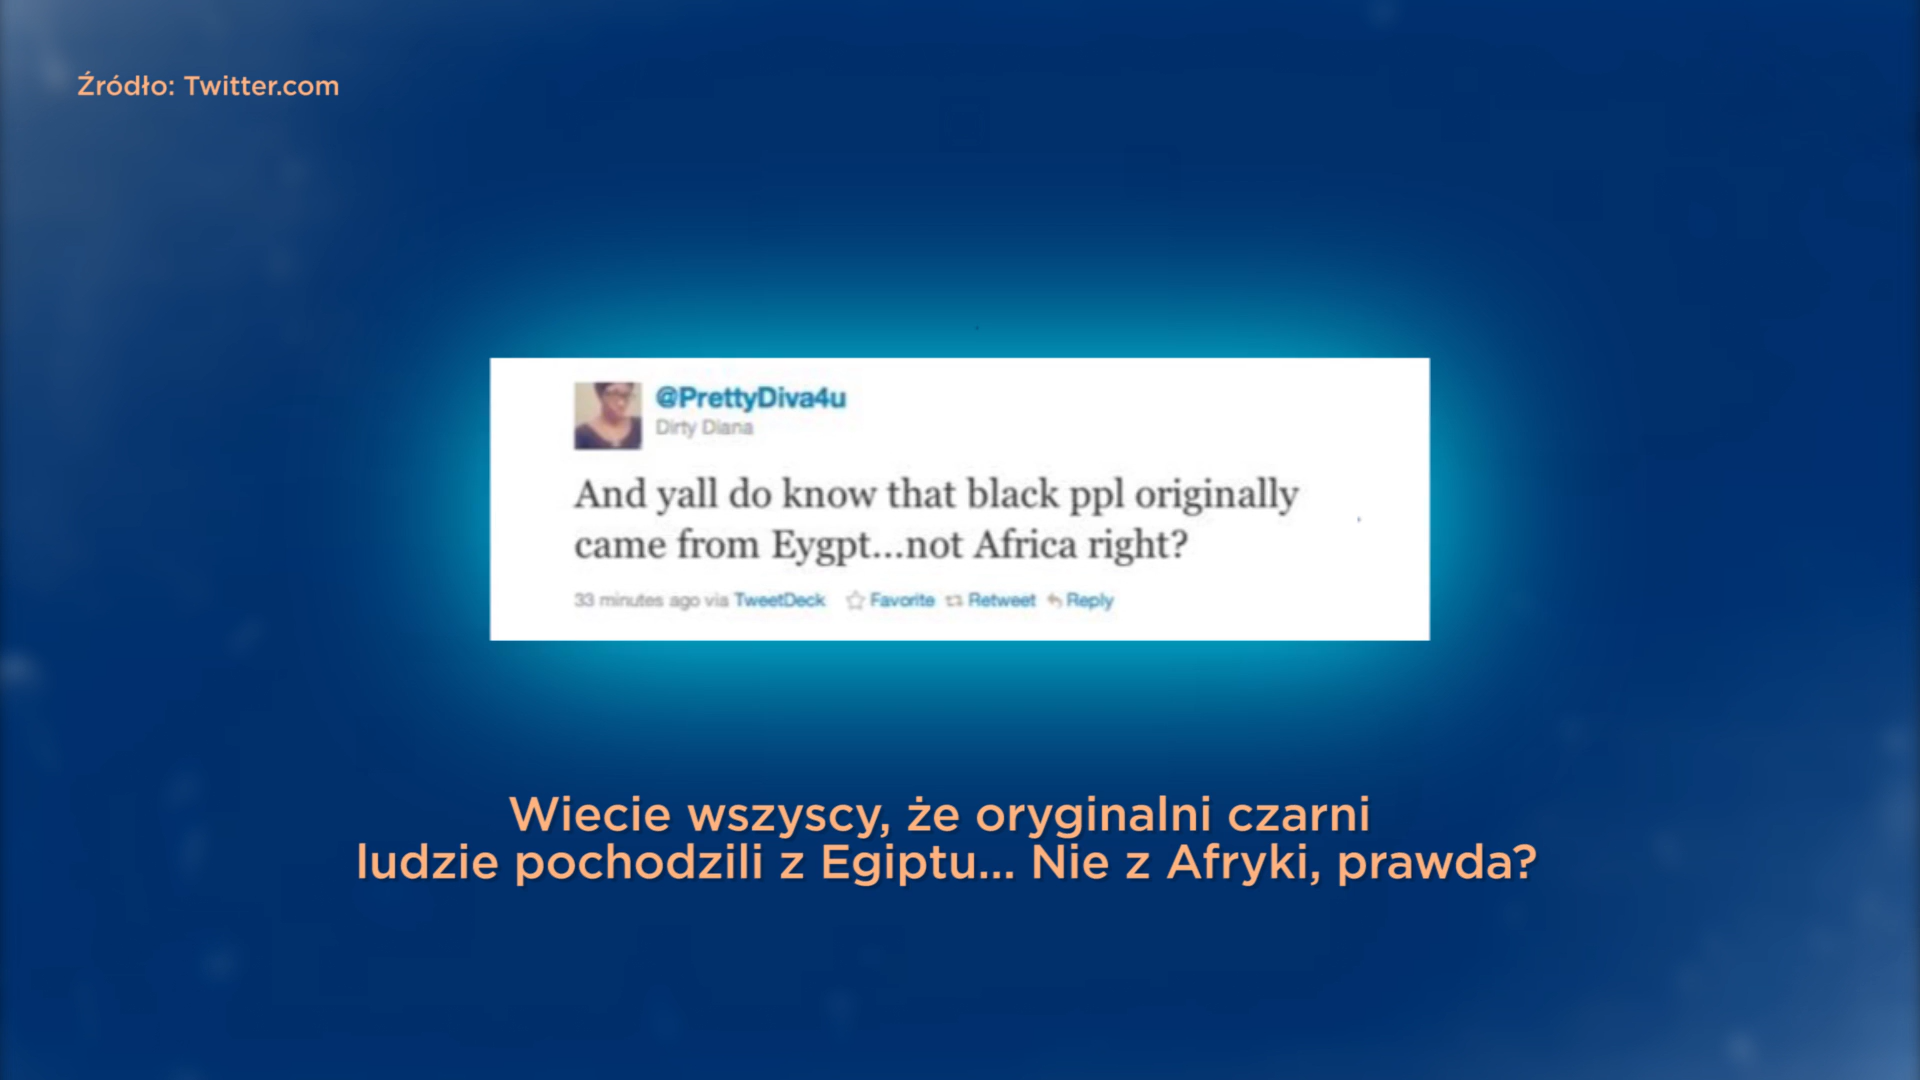 Źródło: Twitter.com
@PrettyDiva4u
Dirty Diana
And yall do know that black ppl originally
came from Eygpt...not Africa right?
33 minutes ago via TweetDeck Favorite Retweet Reply
Wiecie wszyscy, że oryginalni czarni
ludzie pochodzili z Egiptu... Nie z Afryki, prawda?